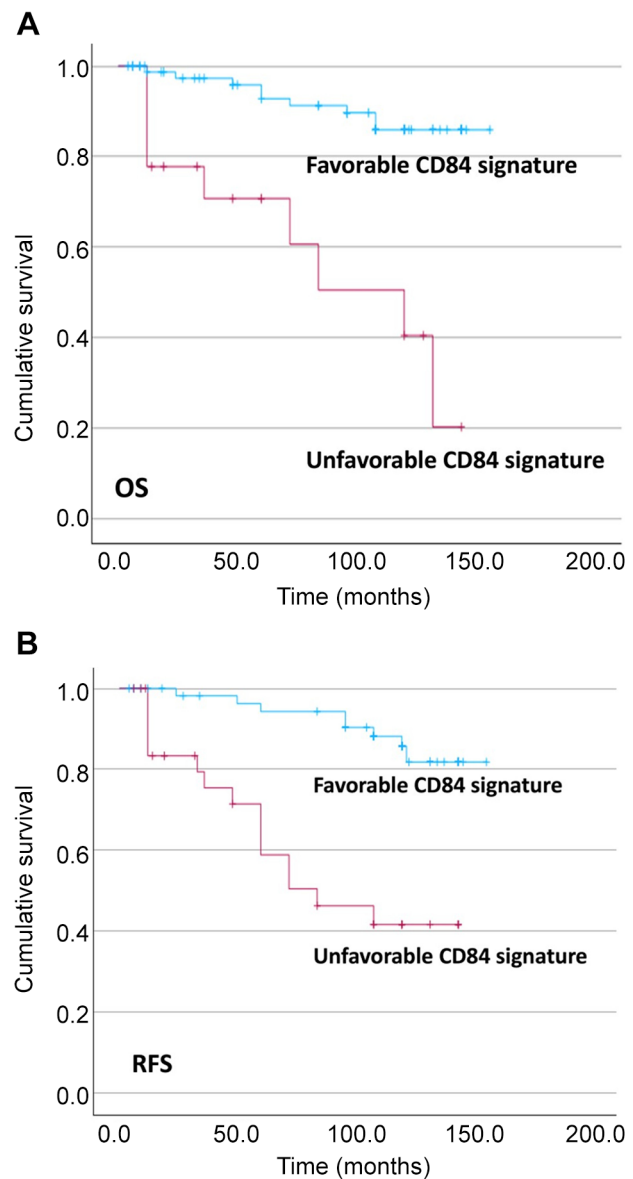 A
1.0
0.8
0.6
0.4
0.2
0.0
Cumulative survival
Favorable CD84 signature
Unfavorable CD84 signature
OS
0.0 50.0 100.0 150.0 200.0
Time (months)
B
1.0
0.8
0.6
0.4
0.2
0.0
Cumulative survival
Favorable CD84 signature
Unfavorable CD84 signature
RFS
0.0 50.0 100.0 150.0 200.0
Time (months)